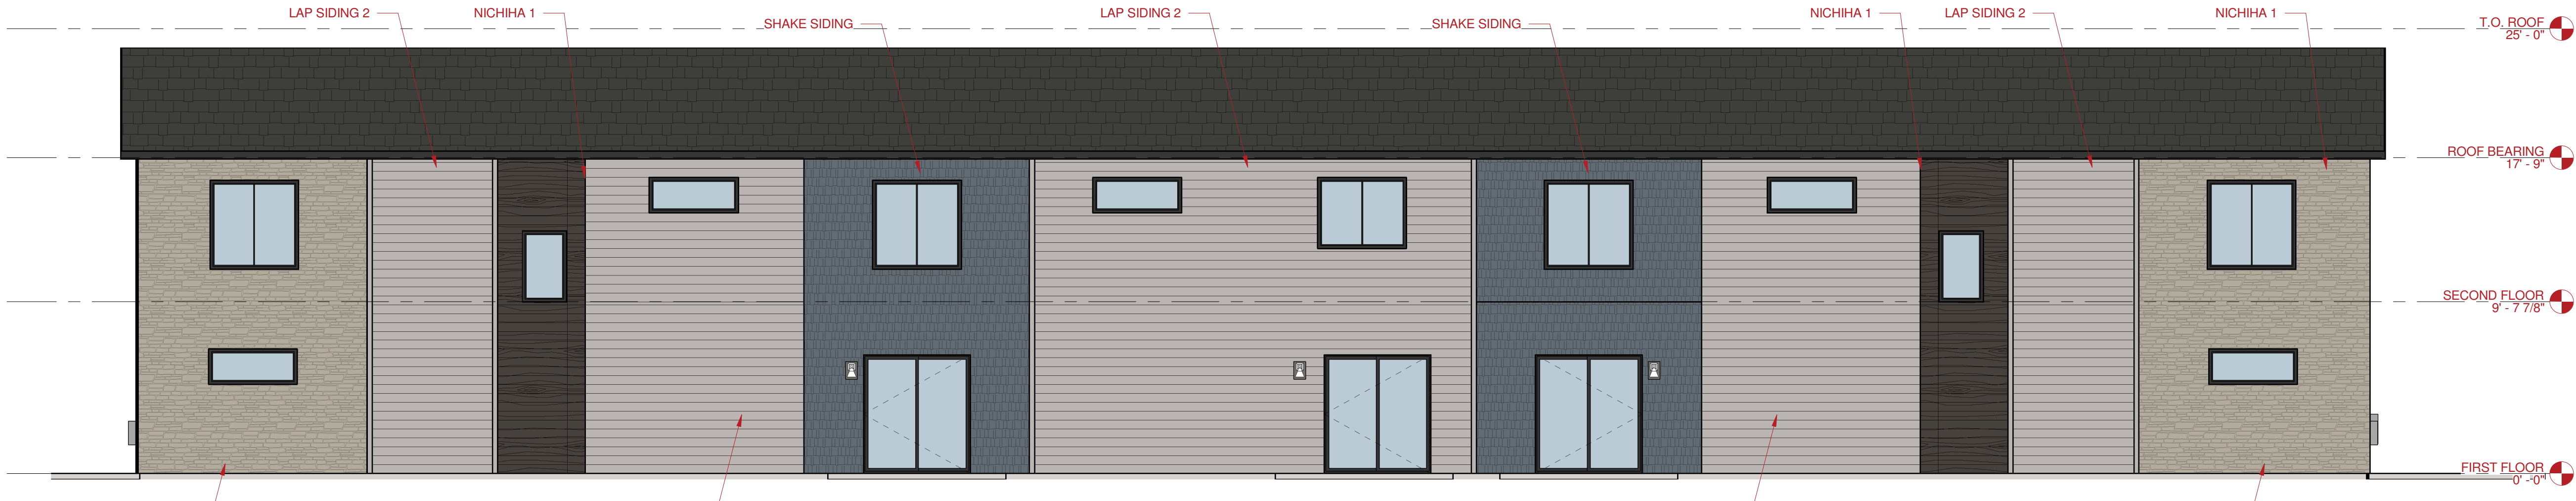 LAP SIDING 2
NICHIHA 1
SHAKE SIDING
LAP SIDING 2
SHAKE SIDING
NICHIHA 1
LAP SIDING 2
NICHIHA 1
T.O. ROOF
25' - 0"
ROOF BEARING
17' - 9"
SECOND FLOOR
9' - 7 7/8"
FIRST FLOOR
0' - 0"